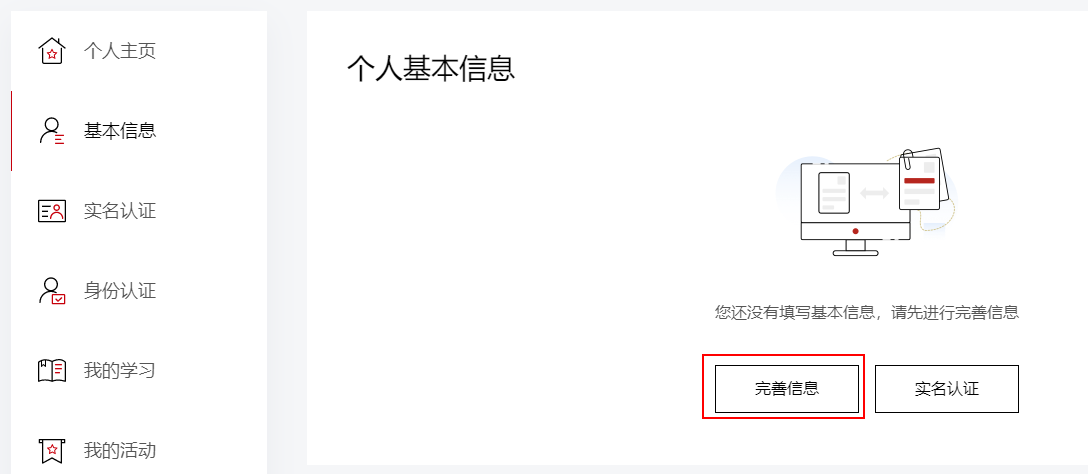 个人主页
基本信息
实名认证
身份认证
我的学习
我的活动
个人基本信息
您还没有填写基本信息，请先进行完善信息
完善信息
实名认证